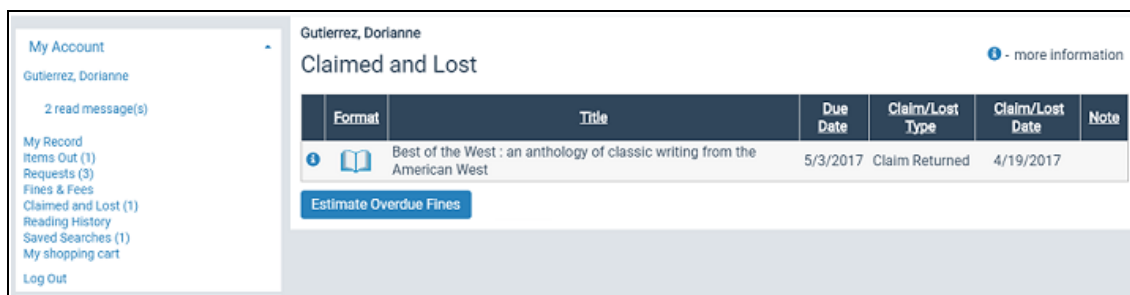 My Account
Gutierrez, Dorianne
2 read message(s)
My Record
Items Out (1)
Requests (3)
Fines & Fees
Claimed and Lost (1)
Reading History
Saved Searches (1)
My shopping cart
Log Out
Gutierrez, Dorianne
Claimed and Lost
- more information
Format Title Due Date Claim/Lost Type Claim/Lost Date Note
Best of the West : an anthology of classic writing from the
American West
5/3/2017 Claim Returned 4/19/2017
Estimate Overdue Fines